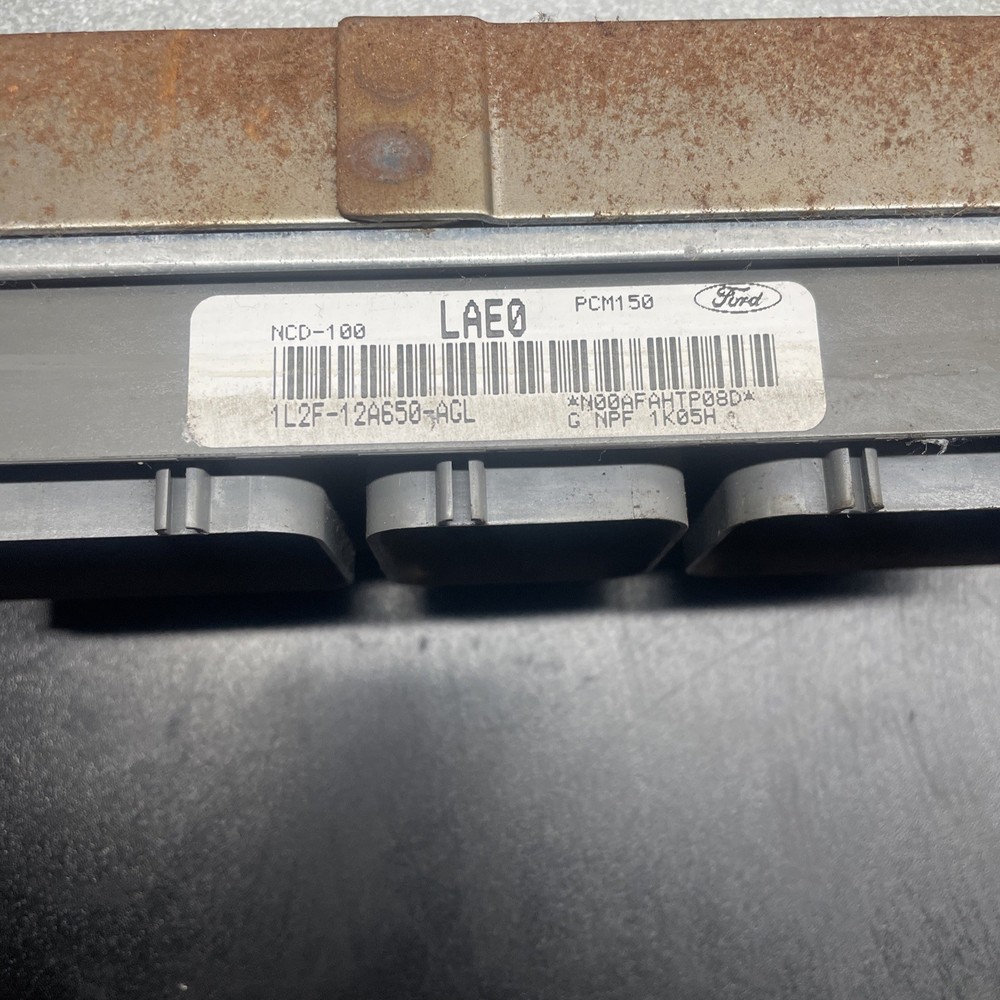 NCD-100 LAE0 PCM150 Ford
1L2F-12A650-AGL *N00AFAHTP08D*
G NPF 1K05H